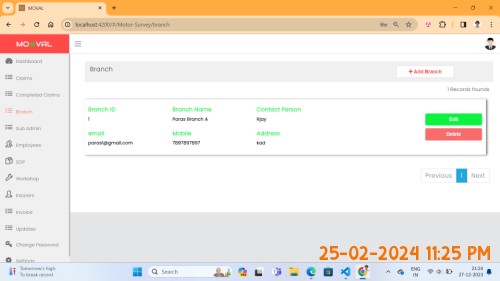 MOVAL
localhost:4200/#/Motor-Survey/branch
MOVAL
Dashboard
Claims
Completed Claims
Branch
Sub Admin
Employees
SOP
Workshop
Insurers
Invoice
Updates
Change Password
Settings
Branch
+ Add Branch
1 Records founds
Branch ID
Branch Name
Contact Person
1
Paras Branch A
Rjay
Edit
email
Mobile
Address
Delete
paras1@gmail.com
7897897897
kad
Previous
1
Next
25-02-2024 11:25 PM
Tomorrow's high
To break record
Search
ENG
IN
21:34
27-12-2023